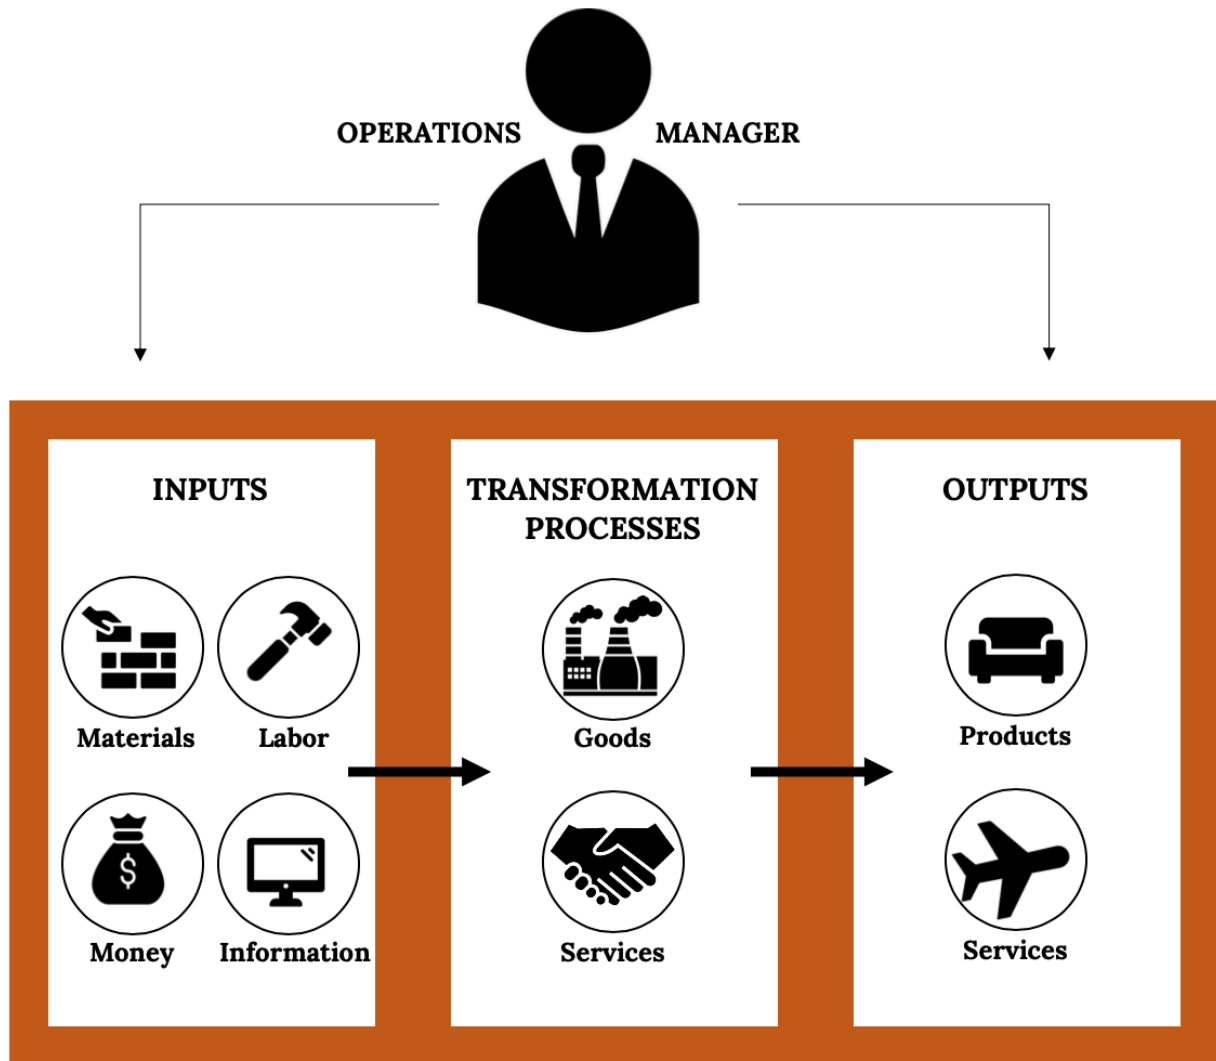 OPERATIONS MANAGER
INPUTS
Materials
Labor
$
Money
Information
TRANSFORMATION
PROCESSES
Goods
Services
OUTPUTS
Products
Services